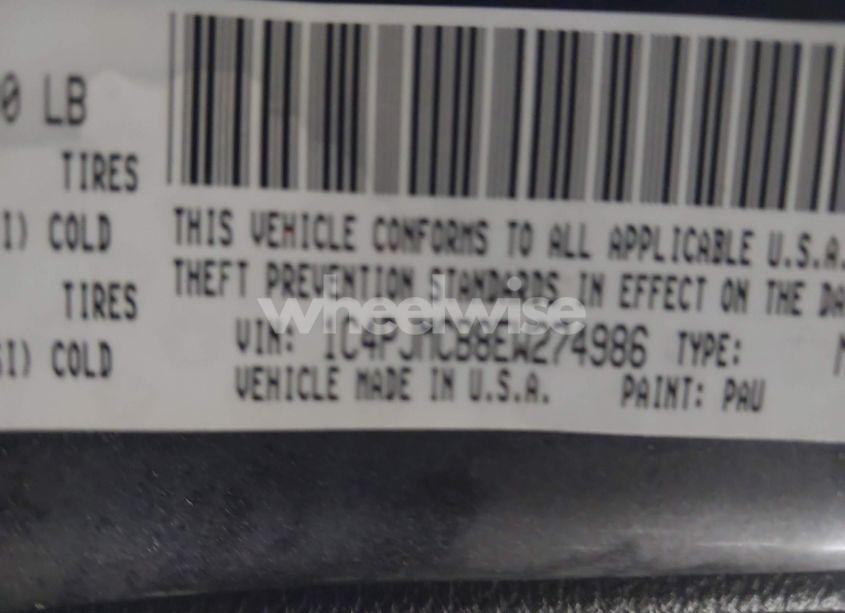 0 LB
TIRES
I) COLD
TIRES
SI) COLD
THIS VEHICLE CONFORMS TO ALL APPLICABLE U.S.A.
THEFT PREVENTION STANDARDS IN EFFECT ON THE DA
wheelwise
VIN: 1C4PJMCB8EW274986 TYPE: M
VEHICLE MADE IN U.S.A. PAINT: PAU